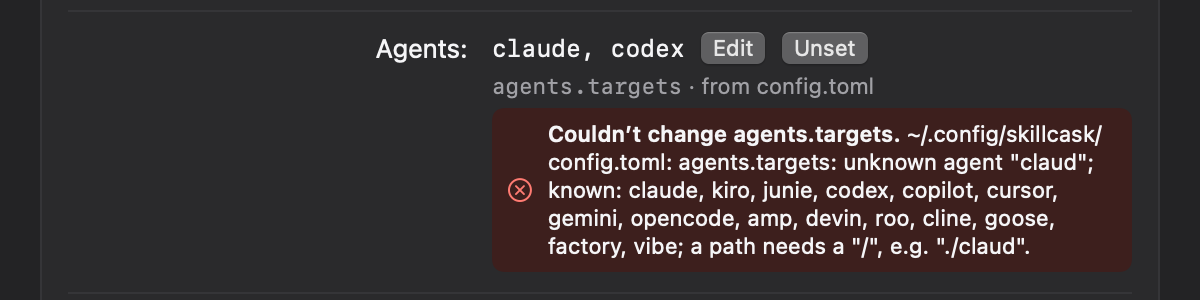 Agents: claude, codex Edit Unset
agents.targets · from config.toml
Couldn’t change agents.targets. ~/.config/skillcask/
config.toml: agents.targets: unknown agent "claud";
known: claude, kiro, junie, codex, copilot, cursor,
gemini, opencode, amp, devin, roo, cline, goose,
factory, vibe; a path needs a "/", e.g. "./claud".